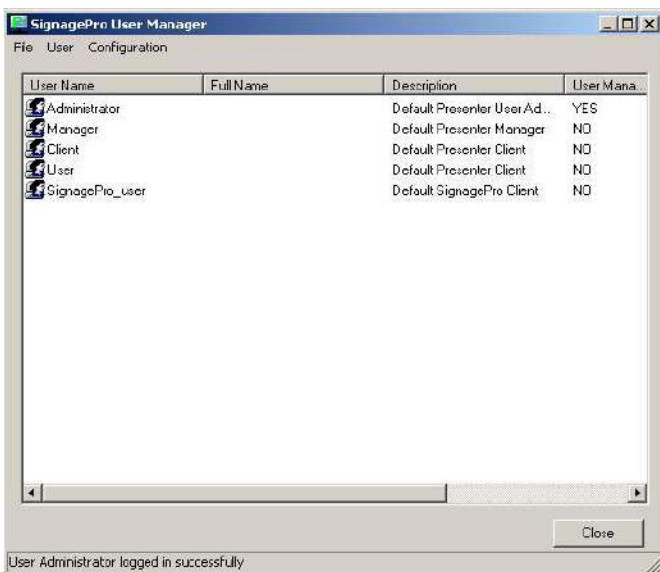 SignagePro User Manager
File User Configuration
User Name Full Name Description User Mana...
Administrator Default Presenter User Ad... YES
Manager Default Presenter Manager NO
Client Default Presenter Client NO
User Default Presenter Client NO
SignagePro_user Default SignagePro Client NO
Close
User Administrator logged in successfully